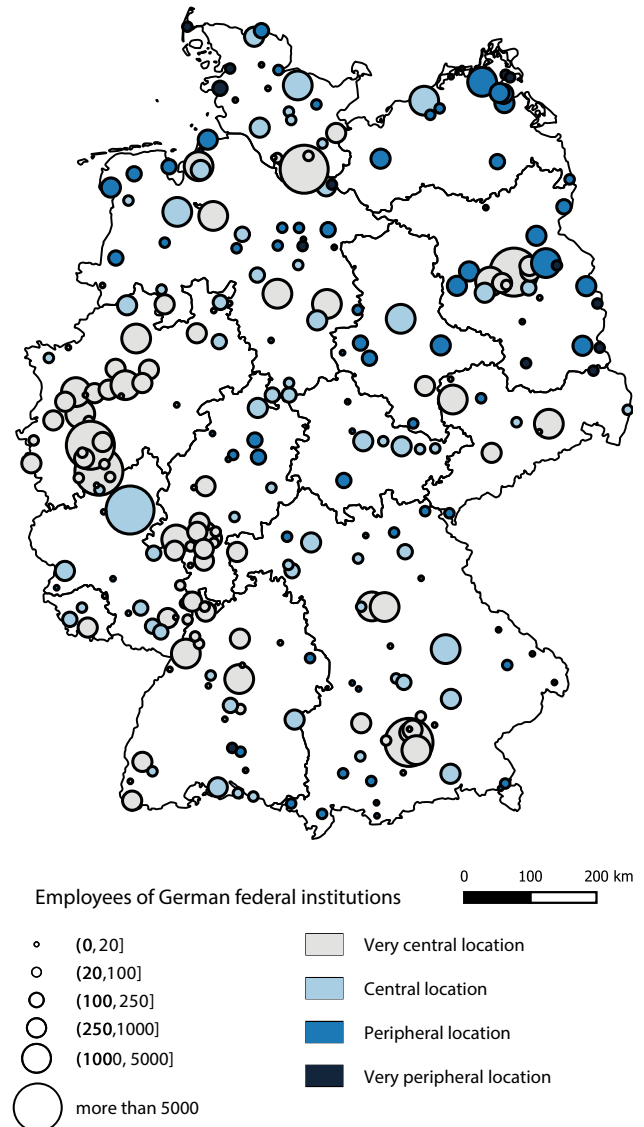 0 100 200 km
Employees of German federal institutions
(0,20]
(20,100]
(100, 250]
(250,1000]
(1000, 5000]
more than 5000
Very central location
Central location
Peripheral location
Very peripheral location